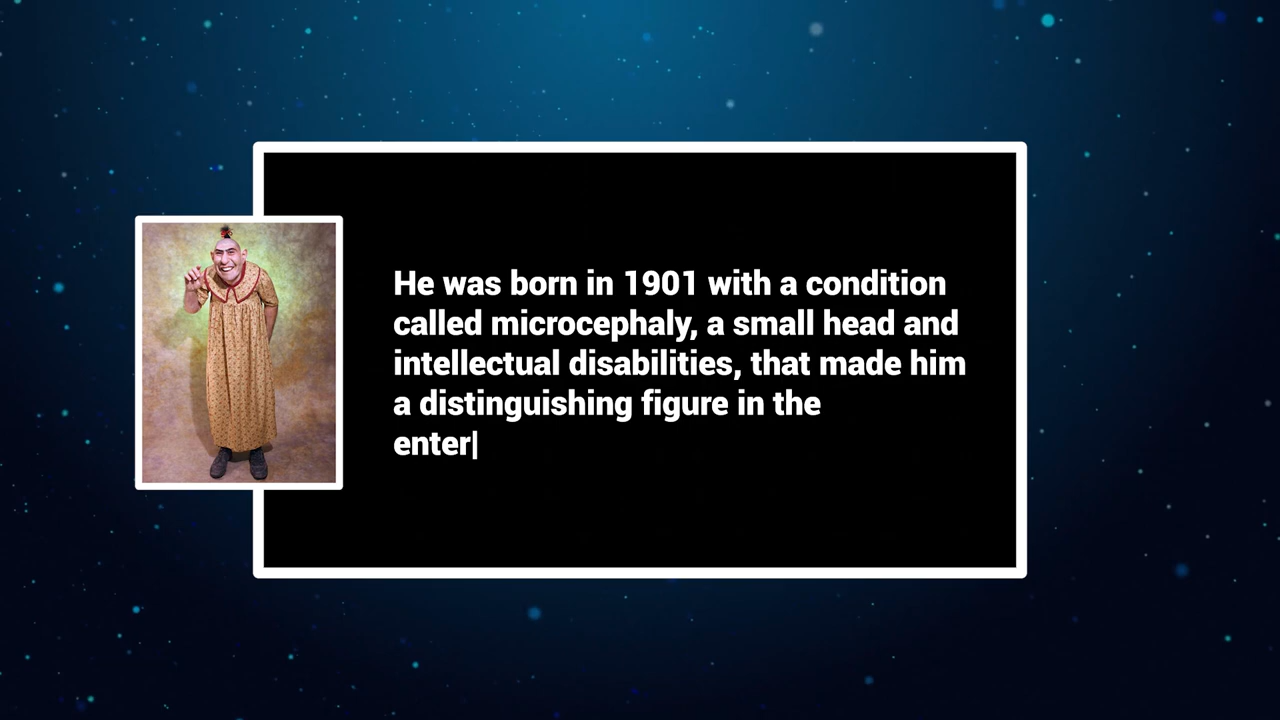 He was born in 1901 with a condition
called microcephaly, a small head and
intellectual disabilities, that made him
a distinguishing figure in the
enter|